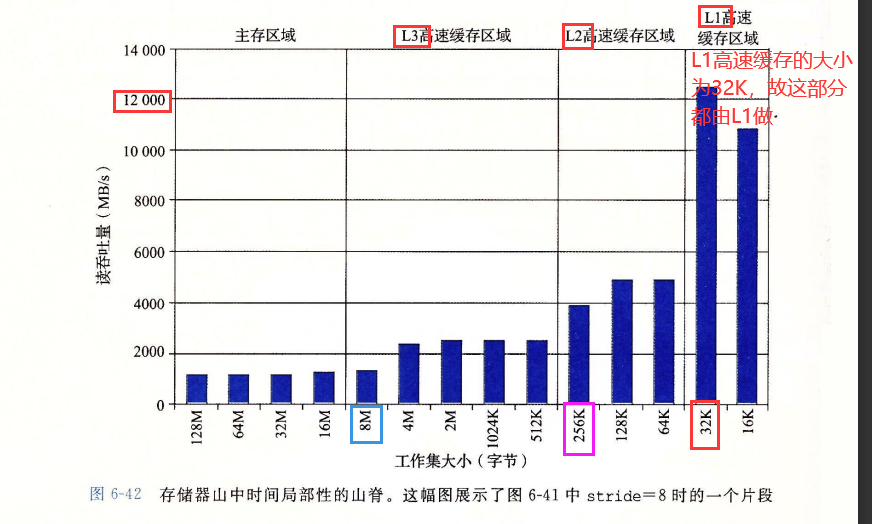 主存区域
L3高速缓存区域
L2高速缓存区域
L1高速
缓存区域
L1高速缓存的大小
为32K，故这部分
都由L1做
14 000
12 000
10 000
8000
6000
4000
2000
0
读吞吐量（MB/s）
128M
64M
32M
16M
8M
4M
2M
1024K
512K
256K
128K
64K
32K
16K
工作集大小（字节）
图 6-42 存储器山中时间局部性的山脊。这幅图展示了图 6-41 中 stride=8 时的一个片段